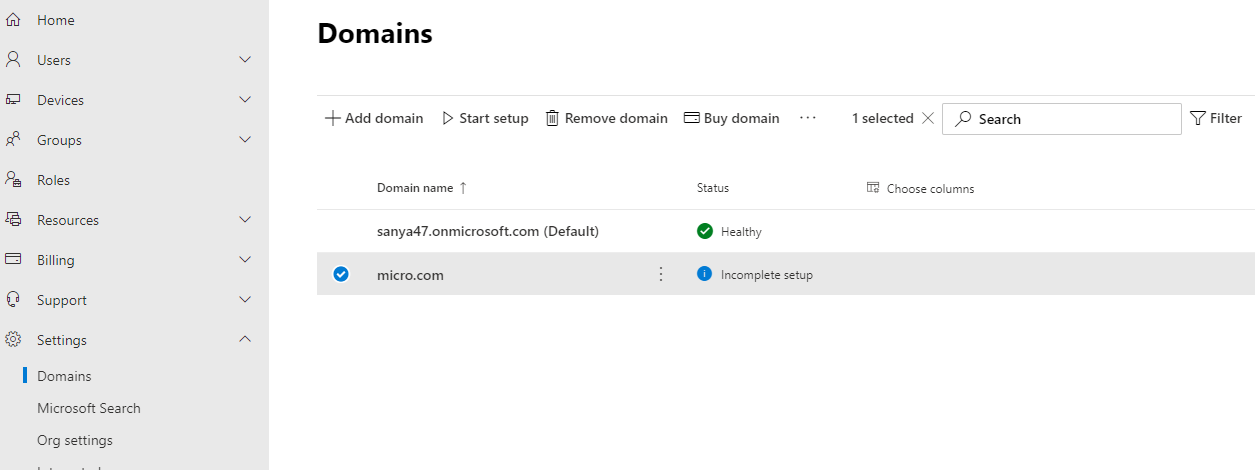 Home
Users
Devices
Groups
Roles
Resources
Billing
Support
Settings
Domains
Microsoft Search
Org settings
Domains
Add domain Start setup Remove domain Buy domain ··· 1 selected Search Filter
Domain name ↑ Status Choose columns
sanya47.onmicrosoft.com (Default) Healthy
micro.com Incomplete setup